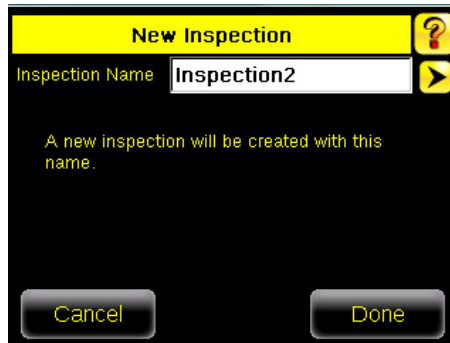 New Inspection
?
Inspection Name Inspection2
A new inspection will be created with this
name.
Cancel Done